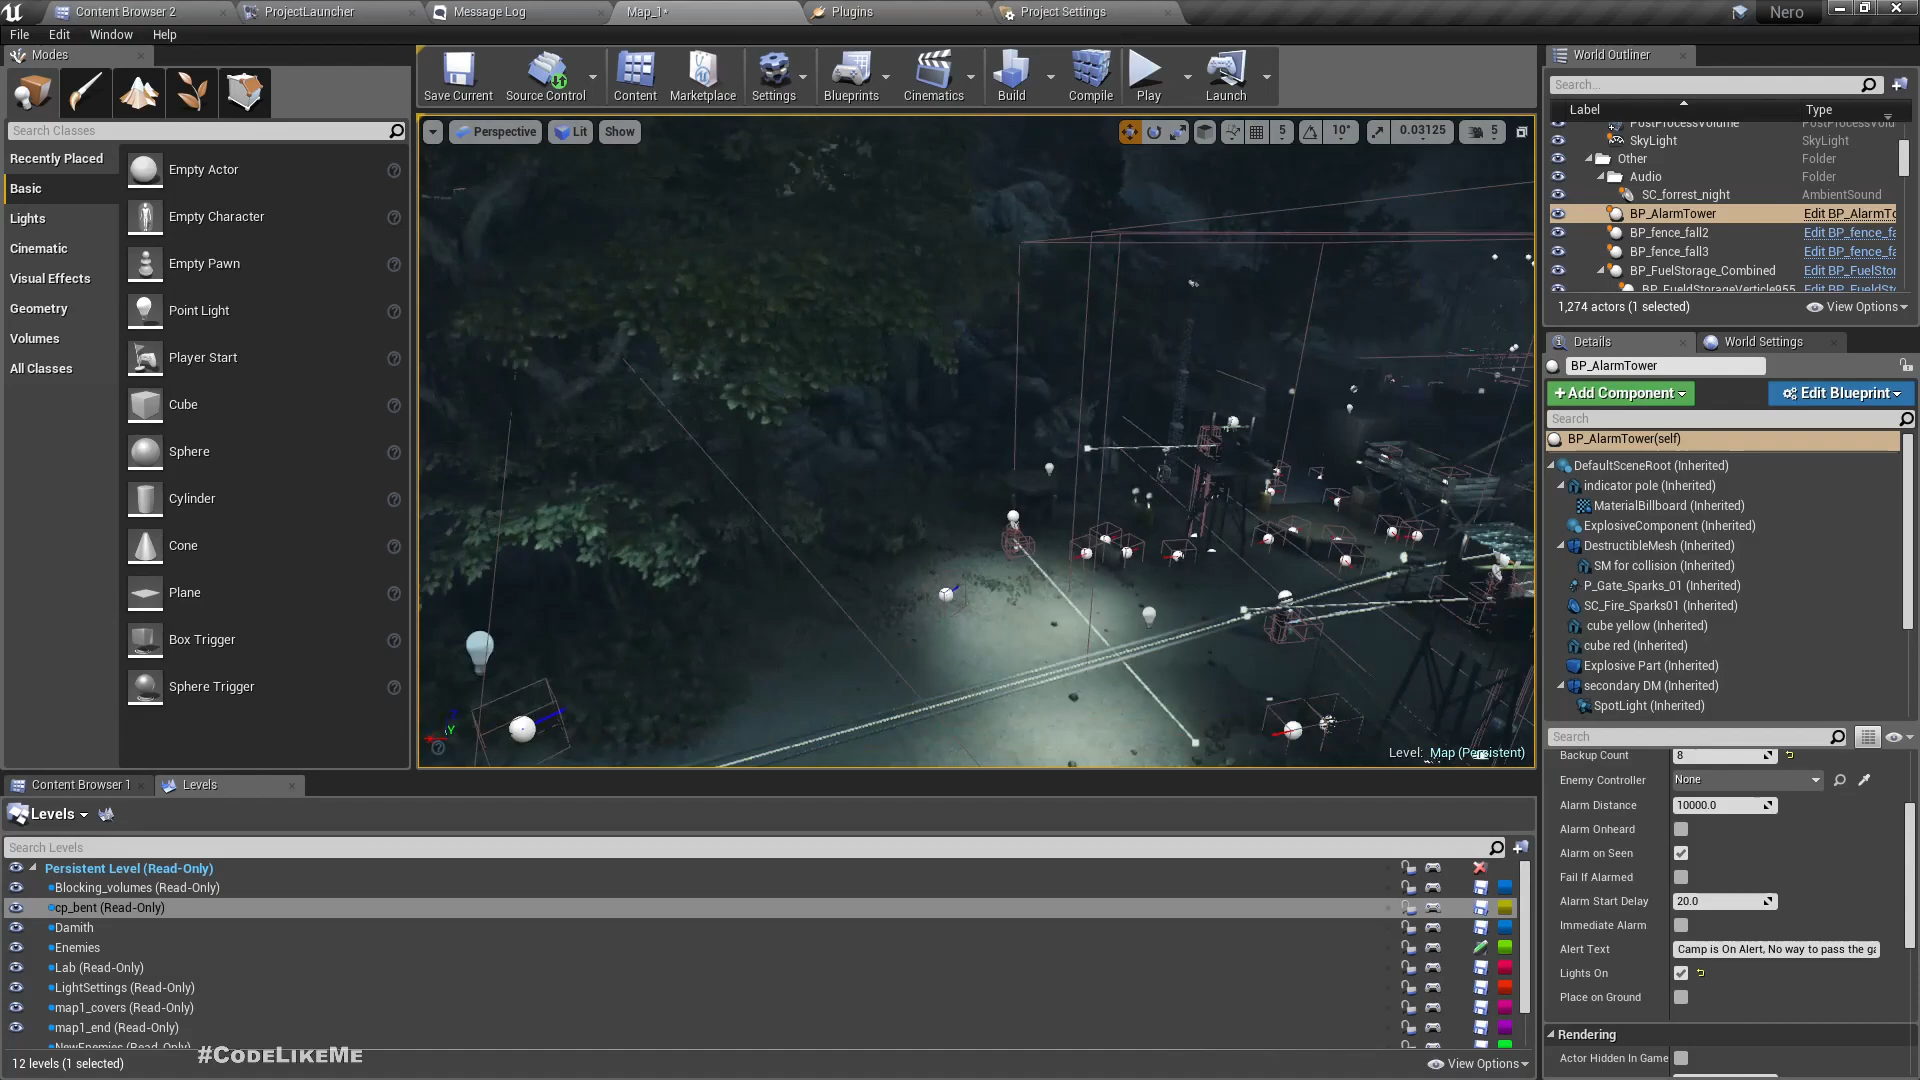 Content Browser 2
ProjectLauncher
Message Log
Map_1*
Plugins
Project Settings
Nero
File Edit Window Help
Modes
Search Classes
Recently Placed
Basic
Lights
Cinematic
Visual Effects
Geometry
Volumes
All Classes
Empty Actor
Empty Character
Empty Pawn
Point Light
Player Start
Cube
Sphere
Cylinder
Cone
Plane
Box Trigger
Sphere Trigger
Save Current
Source Control
Content
Marketplace
Settings
Blueprints
Cinematics
Build
Compile
Play
Launch
Perspective
Lit
Show
5
10°
0.03125
5
Y
Level: Map (Persistent)
World Outliner
Search...
Label Type
PostProcessVolume PostProcessVolu
SkyLight SkyLight
Other Folder
Audio Folder
SC_forrest_night AmbientSound
BP_AlarmTower Edit BP_AlarmTo
BP_fence_fall2 Edit BP_fence_fa
BP_fence_fall3 Edit BP_fence_fa
BP_FuelStorage_Combined Edit BP_FuelStor
BP_FueldStorageVerticle955 Edit BP_FueldSto
1,274 actors (1 selected)
View Options
Details
World Settings
BP_AlarmTower
+Add Component
Edit Blueprint
Search
BP_AlarmTower(self)
DefaultSceneRoot (Inherited)
indicator pole (Inherited)
MaterialBillboard (Inherited)
ExplosiveComponent (Inherited)
DestructibleMesh (Inherited)
SM for collision (Inherited)
P_Gate_Sparks_01 (Inherited)
SC_Fire_Sparks01 (Inherited)
cube yellow (Inherited)
cube red (Inherited)
Explosive Part (Inherited)
secondary DM (Inherited)
SpotLight (Inherited)
Search
Backup Count 8
Enemy Controller None
Alarm Distance 10000.0
Alarm Onheard
Alarm on Seen
Fail If Alarmed
Alarm Start Delay 20.0
Immediate Alarm
Alert Text Camp is On Alert, No way to pass the ga
Lights On
Place on Ground
Rendering
Actor Hidden In Game
Content Browser 1
Levels
Levels
Search Levels
Persistent Level (Read-Only)
Blocking_volumes (Read-Only)
cp_bent (Read-Only)
Damith
Enemies
Lab (Read-Only)
LightSettings (Read-Only)
map1_covers (Read-Only)
map1_end (Read-Only)
NewEnemies (Read-Only)
12 levels (1 selected)
#CodeLikeMe
View Options